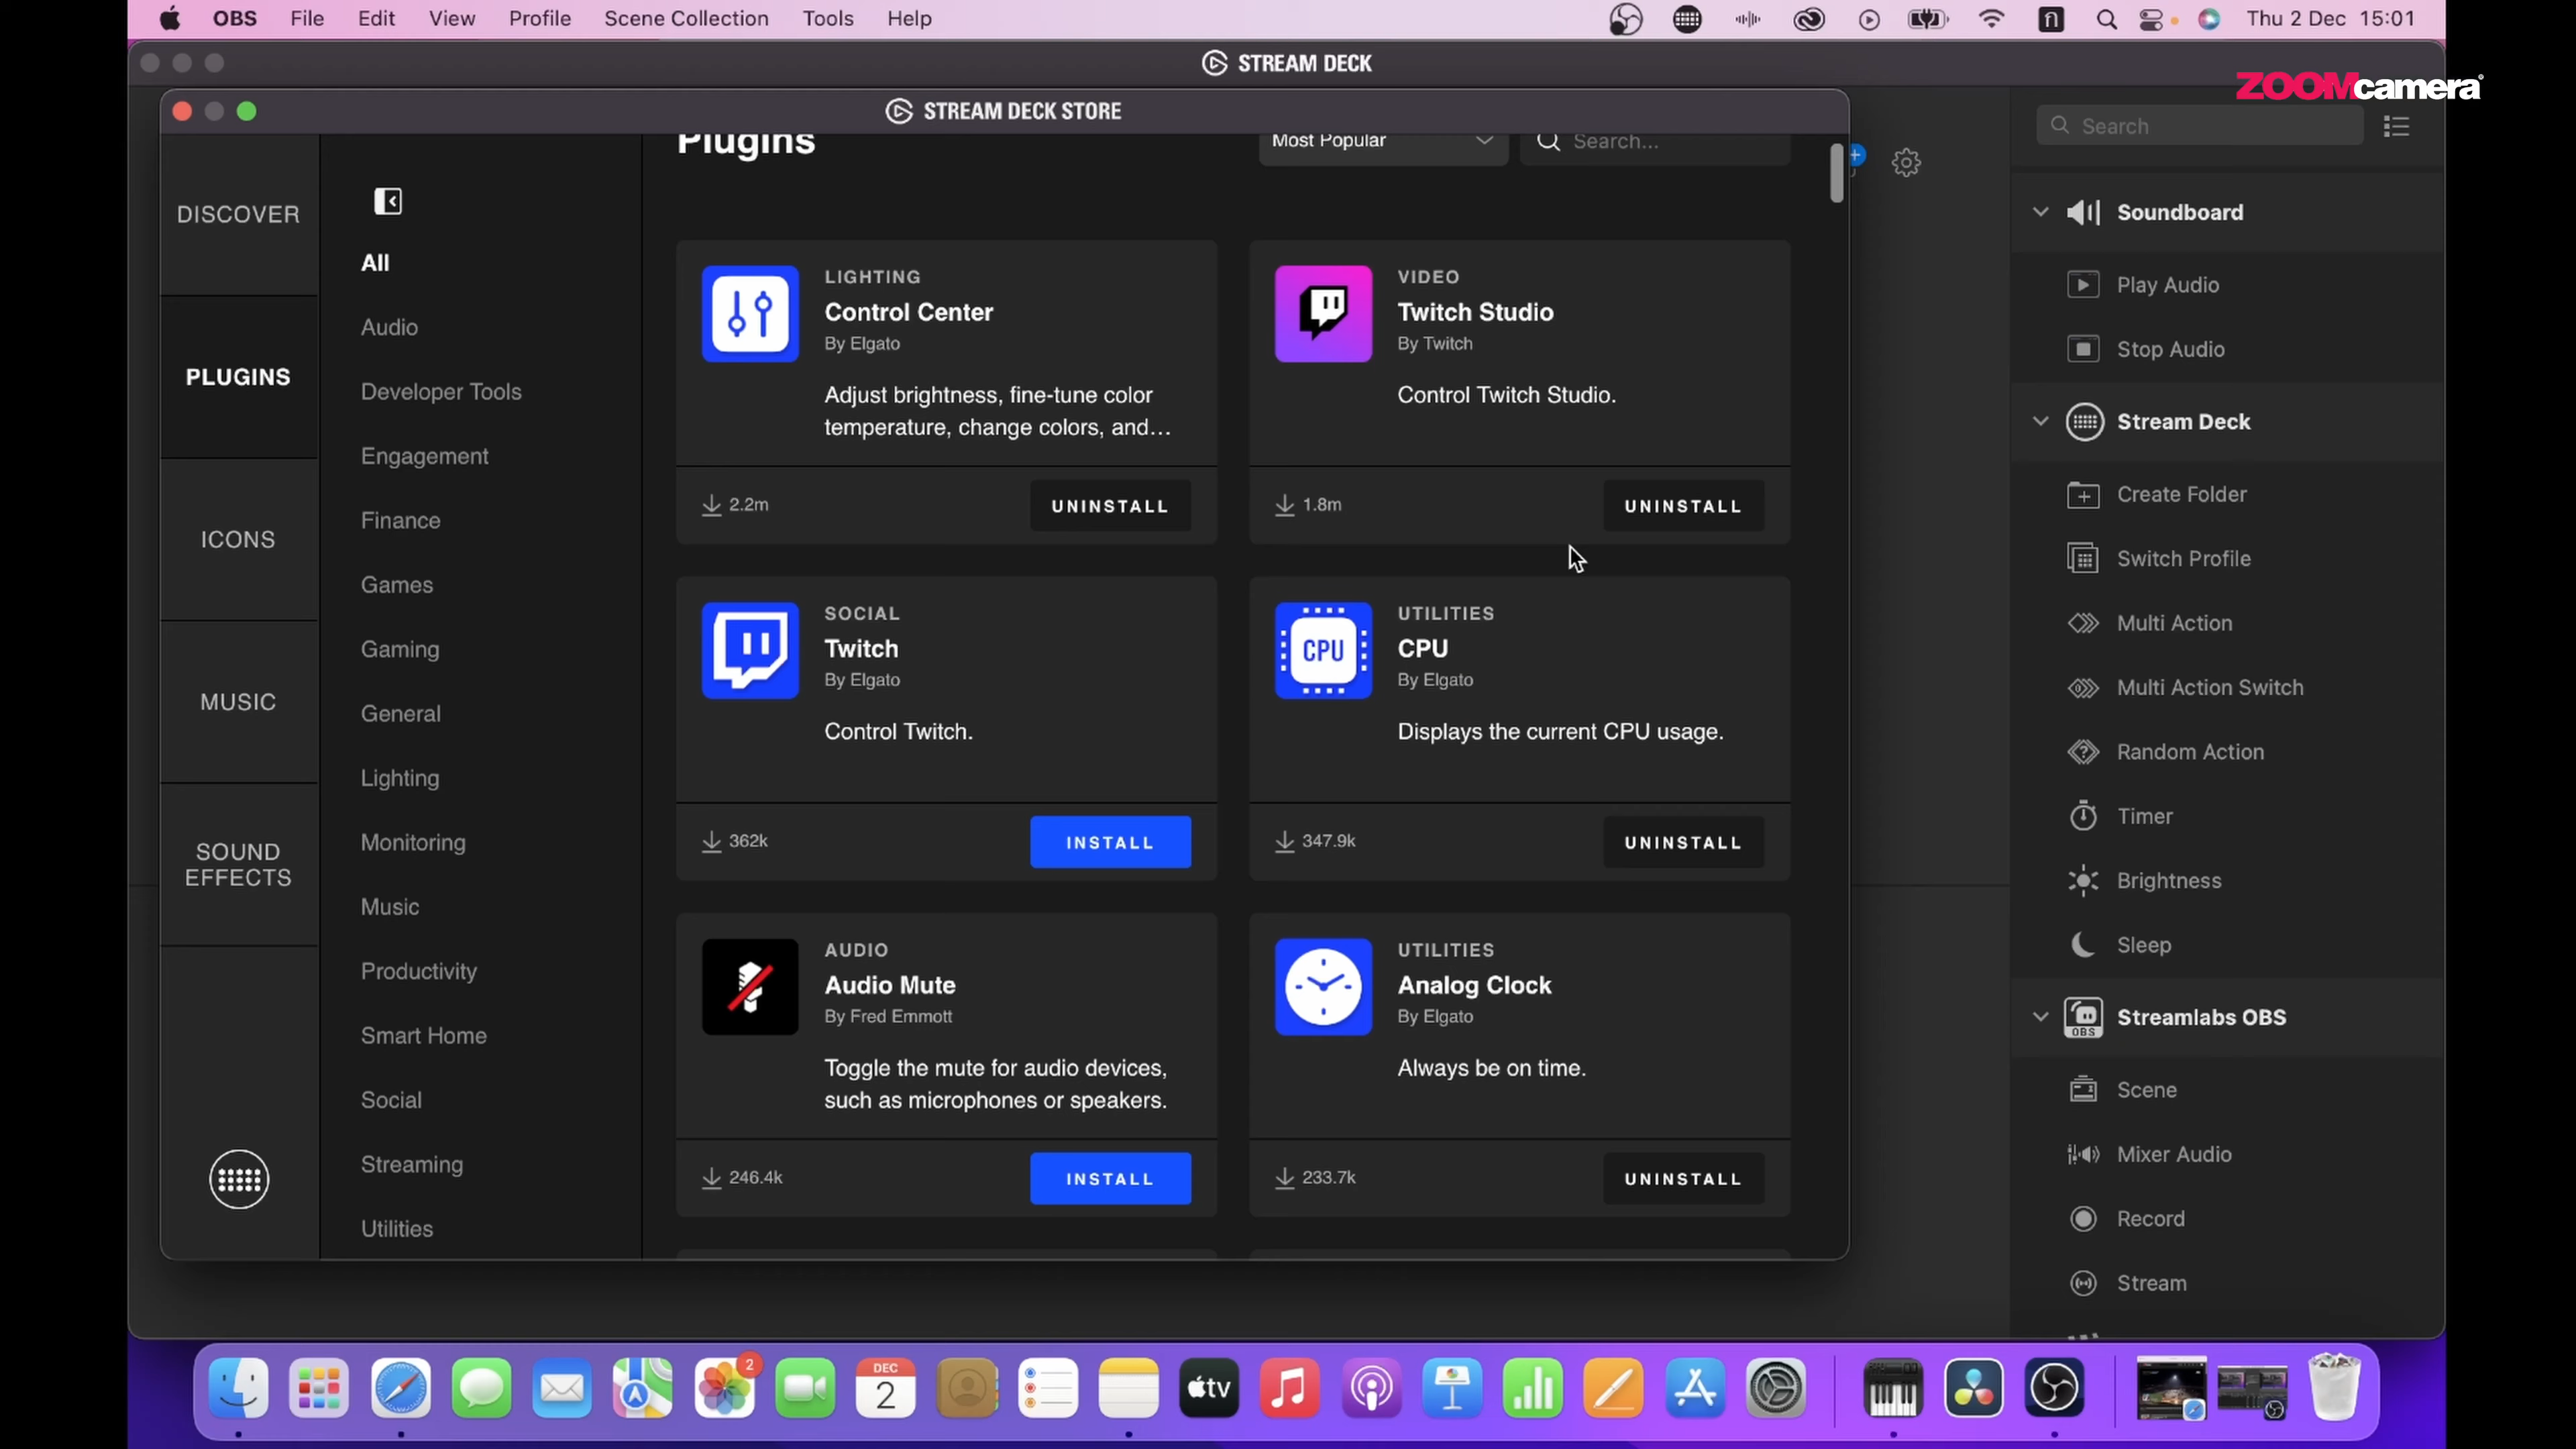 OBS File Edit View Profile Scene Collection Tools Help
ก Thu 2 Dec 15:01
STREAM DECK
ZOOMcamera
STREAM DECK STORE
Search
Plugins
Most Popular
Search...
DISCOVER
PLUGINS
ICONS
MUSIC
SOUND
EFFECTS
All
Audio
Developer Tools
Engagement
Finance
Games
Gaming
General
Lighting
Monitoring
Music
Productivity
Smart Home
Social
Streaming
Utilities
LIGHTING
Control Center
By Elgato
Adjust brightness, fine-tune color
temperature, change colors, and...
2.2m
UNINSTALL
VIDEO
Twitch Studio
By Twitch
Control Twitch Studio.
1.8m
UNINSTALL
SOCIAL
Twitch
By Elgato
Control Twitch.
362k
INSTALL
CPU
UTILITIES
CPU
By Elgato
Displays the current CPU usage.
347.9k
UNINSTALL
AUDIO
Audio Mute
By Fred Emmott
Toggle the mute for audio devices,
such as microphones or speakers.
246.4k
INSTALL
UTILITIES
Analog Clock
By Elgato
Always be on time.
233.7k
UNINSTALL
Soundboard
Play Audio
Stop Audio
Stream Deck
Create Folder
Switch Profile
Multi Action
Multi Action Switch
Random Action
Timer
Brightness
Sleep
OBS
Streamlabs OBS
Scene
Mixer Audio
Record
Stream
2
DEC
2
tv